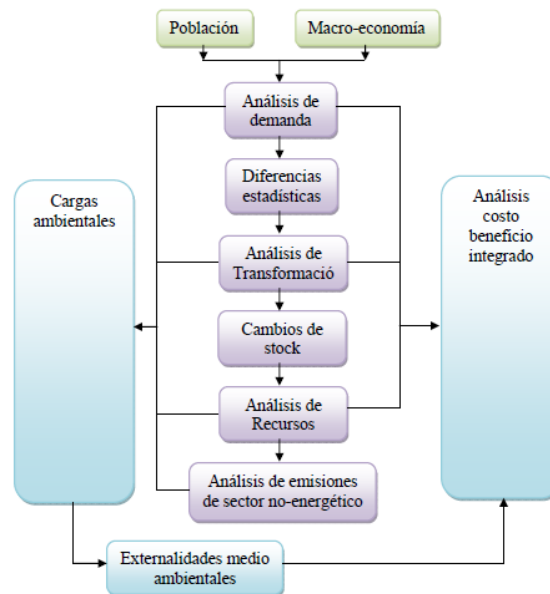 Población
Macro-economía
Análisis de
demanda
Diferencias
estadísticas
Cargas
ambientales
Análisis
costo
beneficio
integrado
Análisis de
Transformació
Cambios de
stock
Análisis de
Recursos
Análisis de emisiones
de sector no-energético
Externalidades medio
ambientales